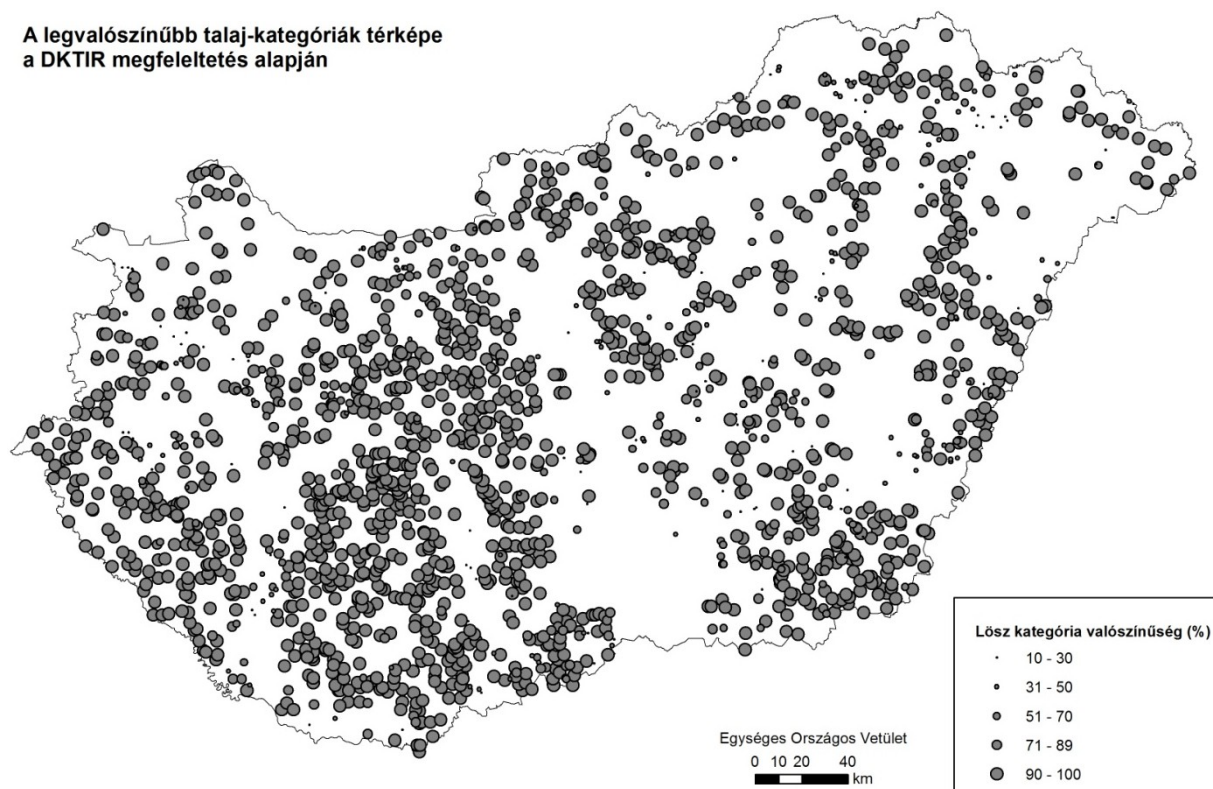 A legvalószínűbb talaj-kategóriák térképe
a DKTIR megfeleltetés alapján
Lösz kategória valószínűség (%)
10 - 30
31 - 50
51 - 70
71 - 89
90 - 100
Egységes Országos Vetület
0 10 20 40
km